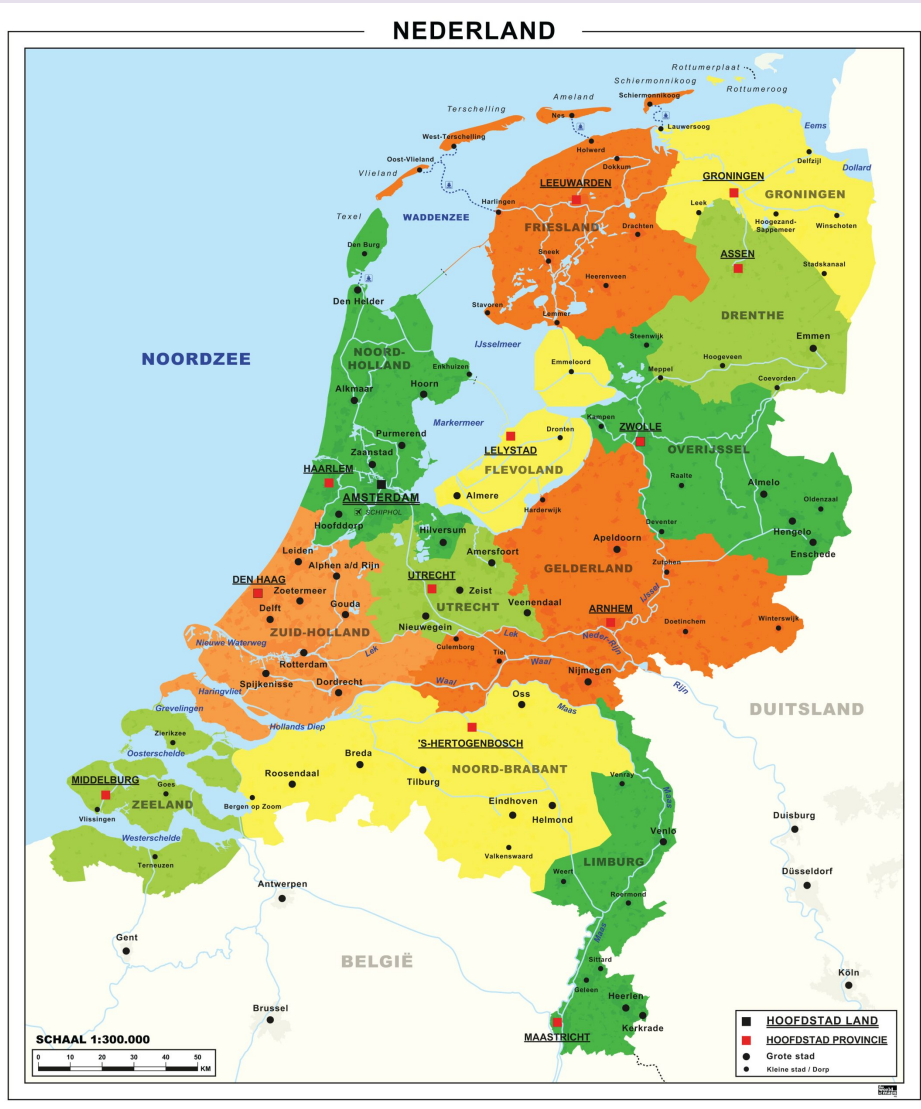 NEDERLAND
Rottumerplaat
Schiermonnikoog
Rottumeroog
Ameland
Schiermonnikoog
Terschelling
Nes
Lauwersoog
Eems
West-Terschelling
Holwerd
Delfzijl
Oost-Vlieland
Dokkum
Dollard
Vlieland
LEEUWARDEN
GRONINGEN
GRONINGEN
Harlingen
Leek
Texel
WADDENZEE
FRIESLAND
Drachten
Hoogezand-
Sappemeer
Winschoten
Den Burg
Sneek
ASSEN
Stadskanaal
Heerenveen
Den Helder
Stavoren
Lemmer
DRENTHE
Steenwijk
Emmen
NOORDZEE
NOORD-
HOLLAND
IJsselmeer
Enkhuizen
Emmeloord
Meppel
Hoogeveen
Coevorden
Alkmaar
Hoorn
Markermeer
Kampen
ZWOLLE
Purmerend
Dronten
Zaanstad
LELYSTAD
OVERIJSSEL
HAARLEM
FLEVOLAND
Raalte
Almelo
AMSTERDAM
Almere
Oldenzaal
SCHIPHOL
Harderwijk
Hoofddorp
Hilversum
Deventer
Hengelo
Apeldoorn
Enschede
Leiden
Amersfoort
Alphen a/d Rijn
GELDERLAND
Zutphen
DEN HAAG
UTRECHT
Zoetermeer
Zeist
IJssel
Delft
Gouda
UTRECHT
Veenendaal
ARNHEM
ZUID-HOLLAND
Nieuwegein
Doetinchem
Winterswijk
Nieuwe Waterweg
Lek
Culemborg
Lek
Neder-Rijn
Rotterdam
Tiel
Waal
Spijkenisse
Dordrecht
Waal
Nijmegen
Rijn
Haringvliet
Oss
Grevelingen
Maas
DUITSLAND
Hollands Diep
Zierikzee
'S-HERTOGENBOSCH
Oosterschelde
Breda
MIDDELBURG
Roosendaal
Tilburg
NOORD-BRABANT
Venray
Goes
Maas
ZEELAND
Bergen op Zoom
Eindhoven
Vlissingen
Helmond
Duisburg
Westerschelde
Venlo
Valkenswaard
Terneuzen
LIMBURG
Weert
Düsseldorf
Antwerpen
Roermond
Gent
Maas
BELGIË
Sittard
Köln
Geleen
Heerlen
Brussel
Kerkrade
MAASTRICHT
SCHAAL 1:300.000
0 10 20 30 40 50
KM
HOOFDSTAD LAND
HOOFDSTAD PROVINCIE
Grote stad
Kleine stad / Dorp